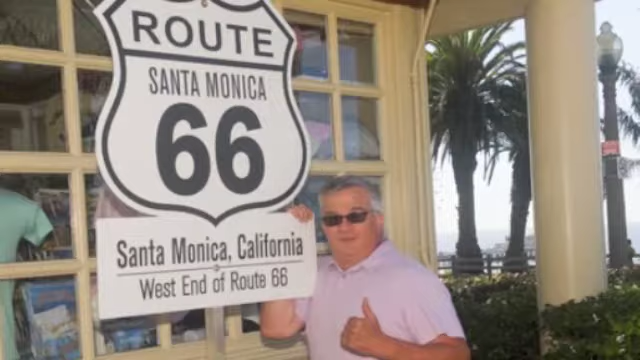 ROUTE
SANTA MONICA
66
Santa Monica, California
West End of Route 66